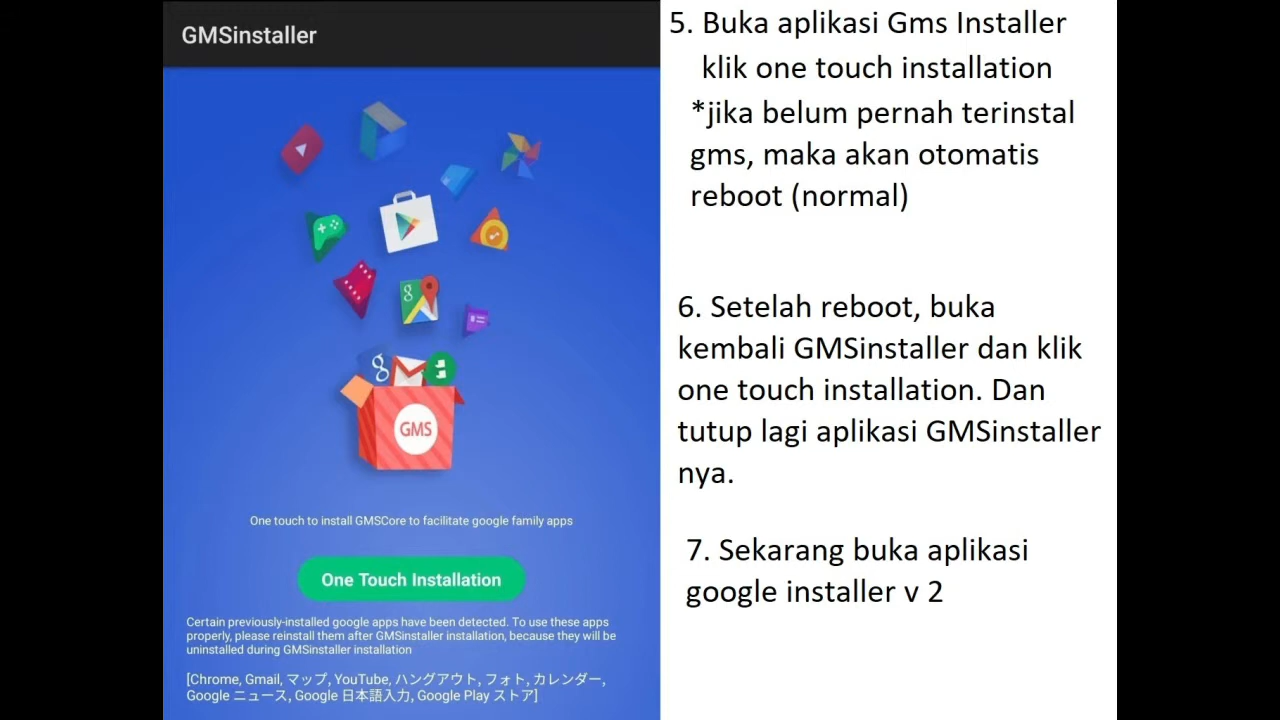 GMSinstaller
GMS
One touch to install GMSCore to facilitate google family apps
One Touch Installation
Certain previously-installed google apps have been detected. To use these apps
properly, please reinstall them after GMSinstaller installation, because they will be
uninstalled during GMSinstaller installation
[Chrome, Gmail, マップ, YouTube, ハングアウト, フォト, カレンダー,
Google ニュース, Google 日本語入力, Google Play ストア]
5. Buka aplikasi Gms Installer
klik one touch installation
*jika belum pernah terinstal
gms, maka akan otomatis
reboot (normal)
6. Setelah reboot, buka
kembali GMSinstaller dan klik
one touch installation. Dan
tutup lagi aplikasi GMSinstaller
nya.
7. Sekarang buka aplikasi
google installer v 2